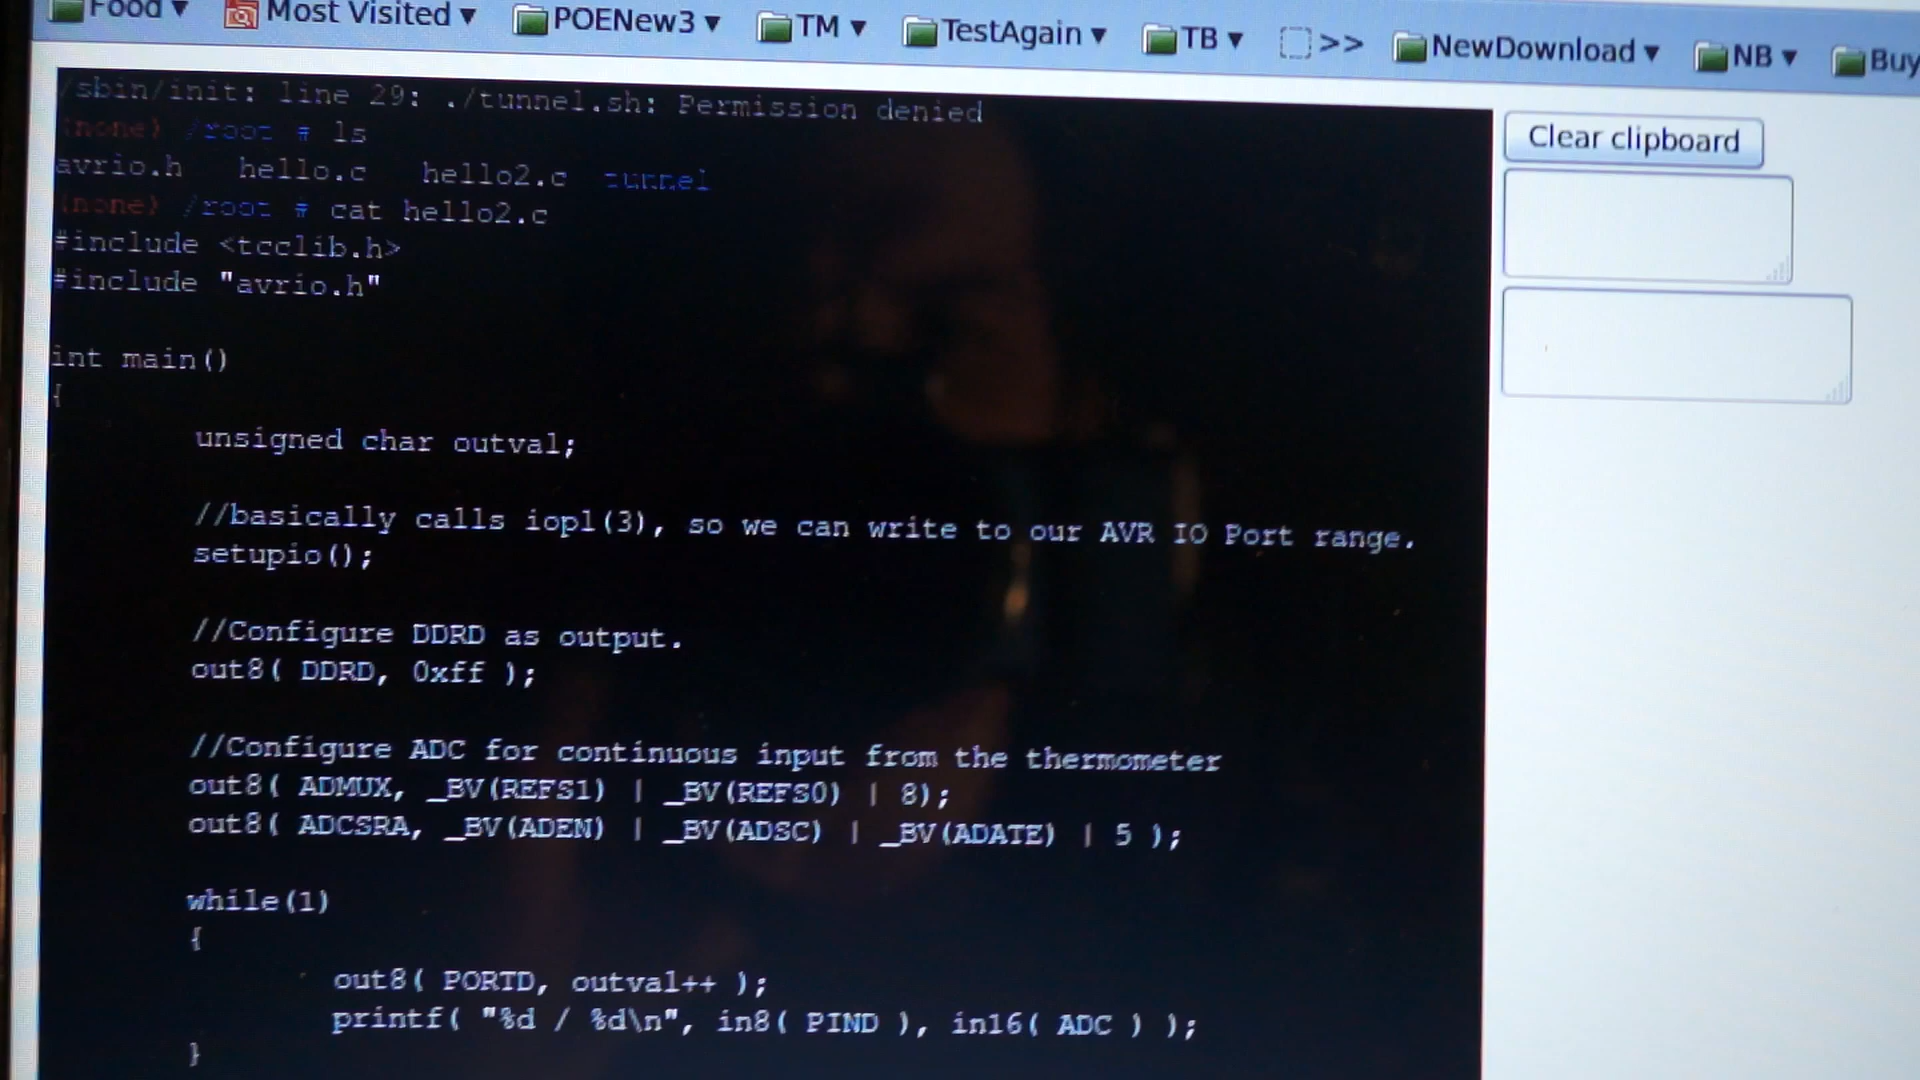 Food ▼ Most Visited ▼ POENew3 ▼ TM ▼ TestAgain ▼ TB ▼ >> NewDownload ▼ NB ▼ Buy
/sbin/init: line 29: ./tunnel.sh: Permission denied
(none) /root # ls
avrio.h hello.c hello2.c tunnel
(none) /root # cat hello2.c
#include <tcclib.h>
#include "avrio.h"
int main()
{
unsigned char outval;
//basically calls iopl(3), so we can write to our AVR IO Port range.
setupio();
//Configure DDRD as output.
out8( DDRD, 0xff );
//Configure ADC for continuous input from the thermometer
out8( ADMUX, _BV(REFS1) | _BV(REFS0) | 8);
out8( ADCSRA, _BV(ADEN) | _BV(ADSC) | _BV(ADATE) | 5 );
while(1)
{
out8( PORTD, outval++ );
printf( "%d / %d\n", in8( PIND ), in16( ADC ) );
}
Clear clipboard